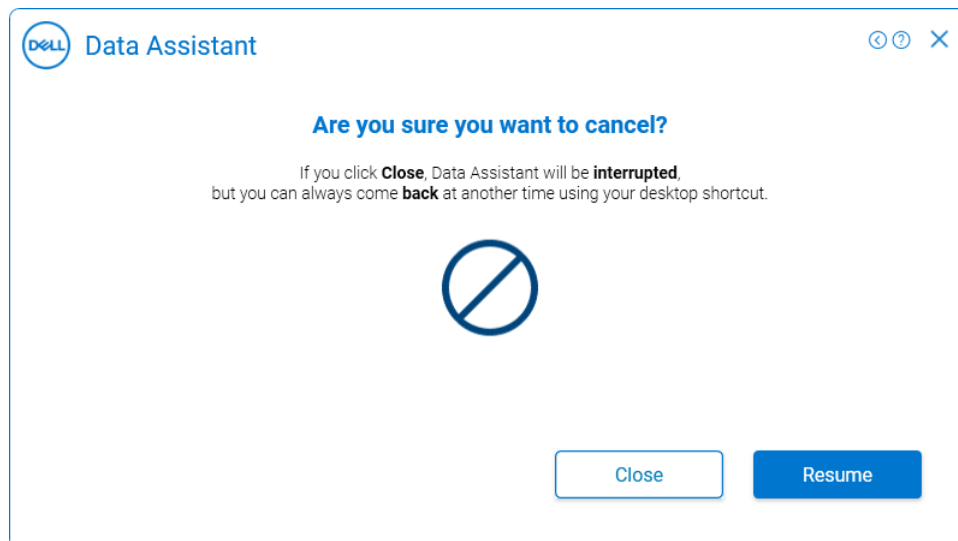 DELL
Data Assistant
Are you sure you want to cancel?
If you click Close, Data Assistant will be interrupted,
but you can always come back at another time using your desktop shortcut.
Close
Resume